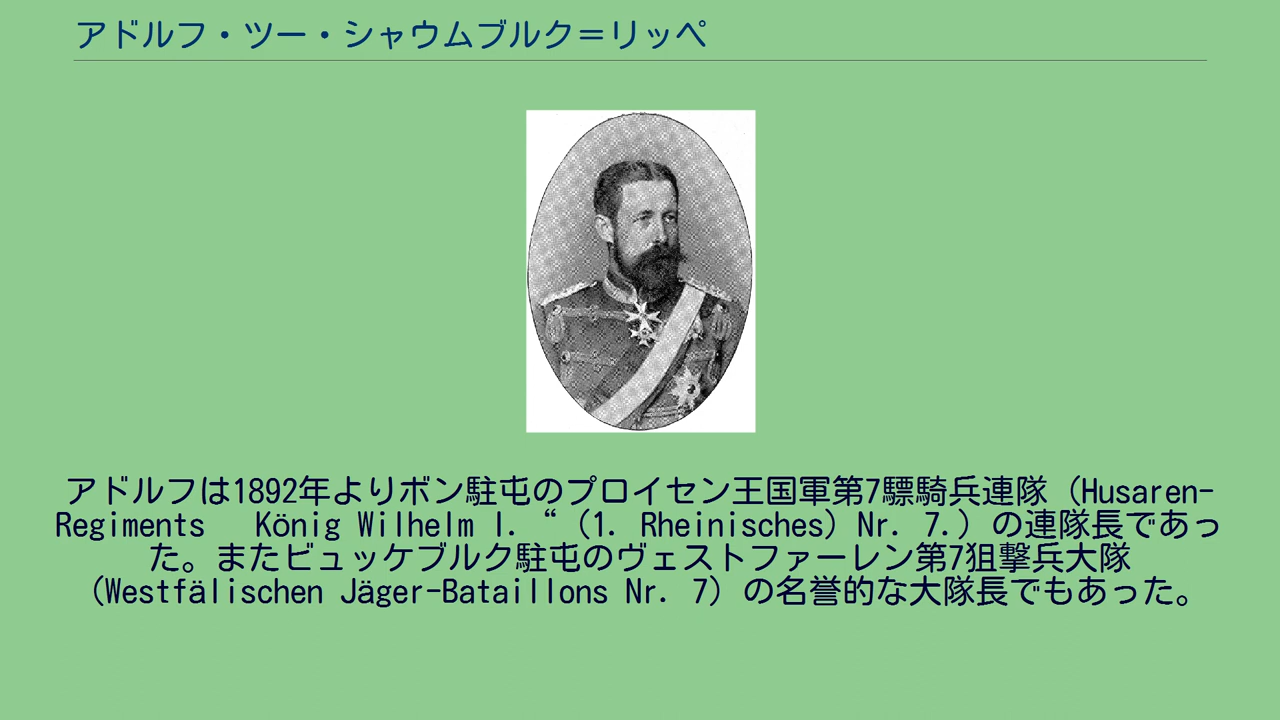 アドルフ・ツー・シャウムブルク＝リッペ
アドルフは1892年よりボン駐屯のプロイセン王国軍第7驃騎兵連隊（Husaren-
Regiments   König Wilhelm I. “（1. Rheinisches）Nr. 7.）の連隊長であっ
た。またビュッケブルク駐屯のヴェストファーレン第7狙撃兵大隊
（Westfälischen Jäger-Bataillons Nr. 7）の名誉的な大隊長でもあった。